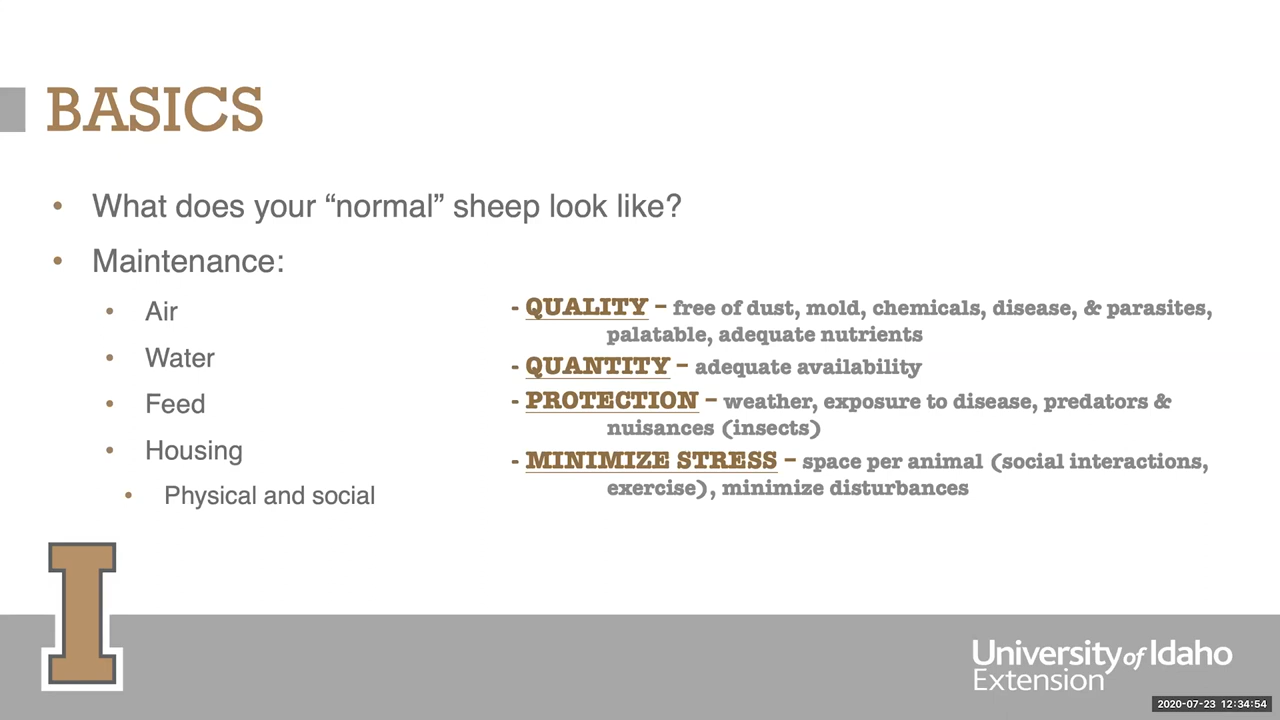 BASICS
• What does your “normal” sheep look like?
• Maintenance:
• Air
• Water
• Feed
• Housing
• Physical and social
- QUALITY – free of dust, mold, chemicals, disease, & parasites,
palatable, adequate nutrients
- QUANTITY – adequate availability
- PROTECTION – weather, exposure to disease, predators &
nuisances (insects)
- MINIMIZE STRESS – space per animal (social interactions,
exercise), minimize disturbances
I
University of Idaho
Extension
2020-07-23 12:34:54